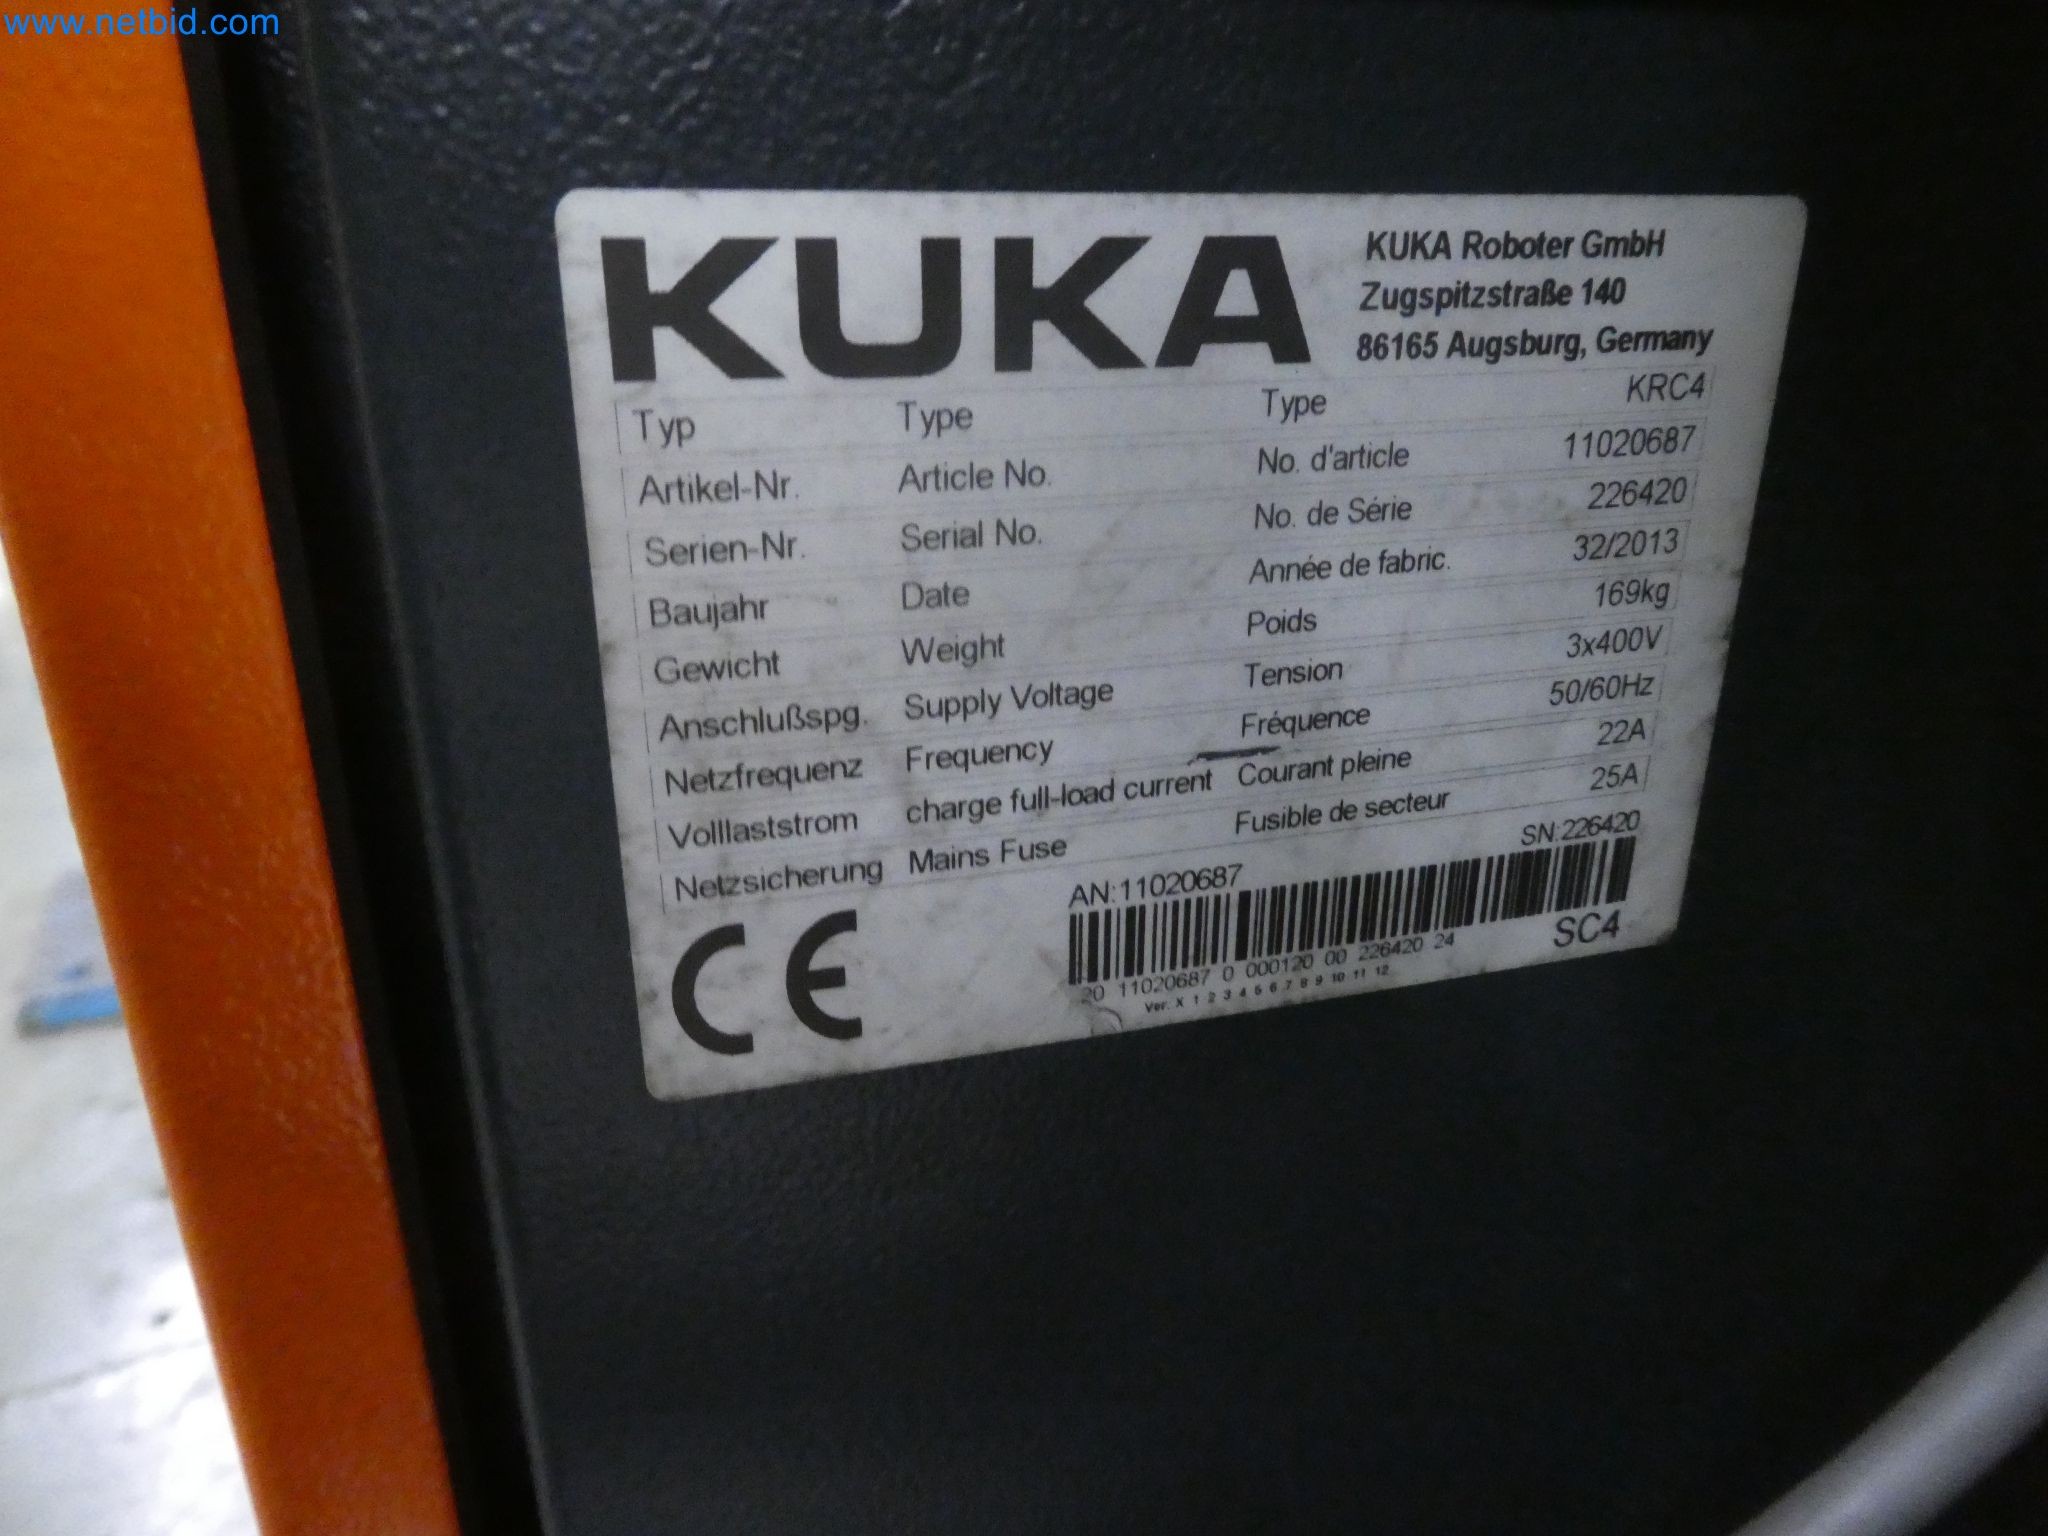 www.netbid.com
KUKA
KUKA Roboter GmbH
Zugspitzstraße 140
86165 Augsburg, Germany
Typ Type Type KRC4
Artikel-Nr. Article No. No. d'article 11020687
Serien-Nr. Serial No. No. de Série 226420
Baujahr Date Année de fabric. 32/2013
Gewicht Weight Poids 169kg
Anschlußspg. Supply Voltage Tension 3x400V
Netzfrequenz Frequency Fréquence 50/60Hz
Volllaststrom charge full-load current Courant pleine 22A
Netzsicherung Mains Fuse Fusible de secteur 25A
AN:11020687 SN:226420
20 11020687 0 000120 00 226420 24
SC4
Ver. X 1 2 3 4 5 6 7 8 9 10 11 12
CE